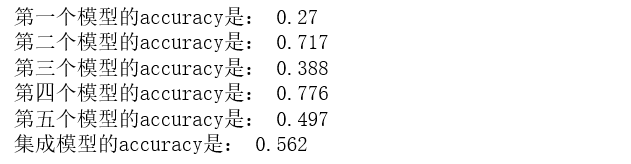 第一个模型的accuracy是： 0.27
第二个模型的accuracy是： 0.717
第三个模型的accuracy是： 0.388
第四个模型的accuracy是： 0.776
第五个模型的accuracy是： 0.497
集成模型的accuracy是： 0.562